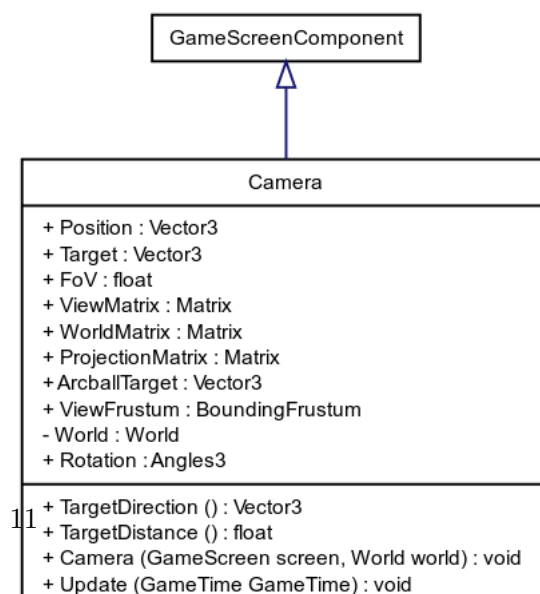 GameScreenComponent
Camera
+ Position : Vector3
+ Target : Vector3
+ FoV : float
+ ViewMatrix : Matrix
+ WorldMatrix : Matrix
+ ProjectionMatrix : Matrix
+ ArcballTarget : Vector3
+ ViewFrustum : BoundingFrustum
- World : World
+ Rotation : Angles3
+ TargetDirection () : Vector3
11
+ TargetDistance () : float
+ Camera (GameScreen screen, World world) : void
+ Update (GameTime GameTime) : void